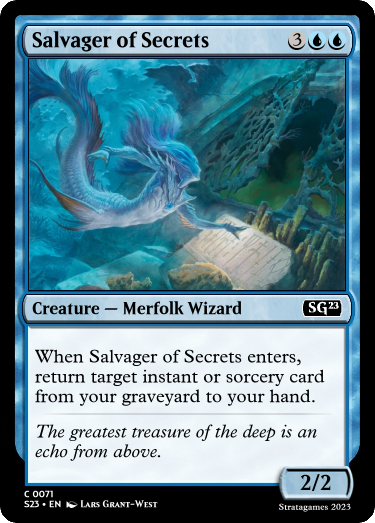 Salvager of Secrets 3
Creature — Merfolk Wizard SG23
When Salvager of Secrets enters,
return target instant or sorcery card
from your graveyard to your hand.
The greatest treasure of the deep is an
echo from above.
2/2
C 0071
S23 • EN Lars Grant-West
Stratagames 2023